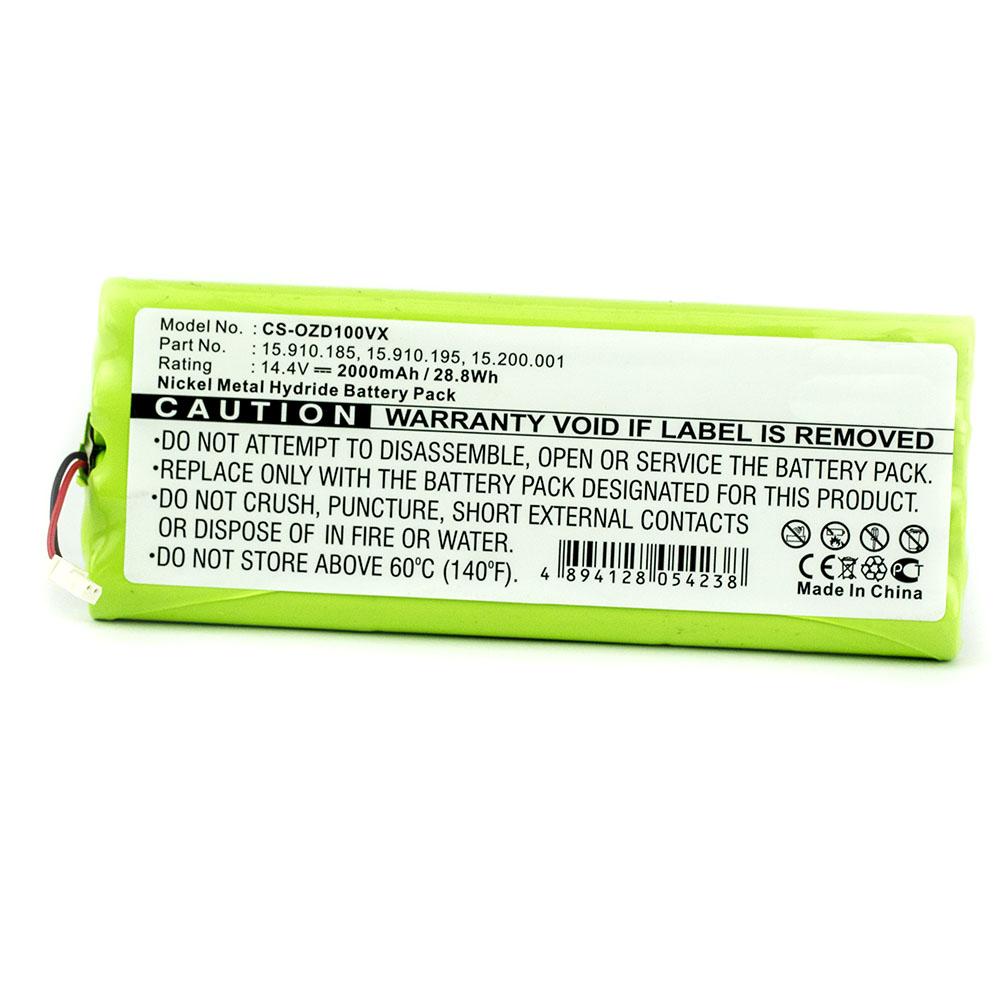 Model No. : CS-OZD100VX
Part No. : 15.910.185, 15.910.195, 15.200.001
Rating : 14.4V⎓ 2000mAh / 28.8Wh
Nickel Metal Hydride Battery Pack
CAUTION WARRANTY VOID IF LABEL IS REMOVED
•DO NOT ATTEMPT TO DISASSEMBLE, OPEN OR SERVICE THE BATTERY PACK.
•REPLACE ONLY WITH THE BATTERY PACK DESIGNATED FOR THIS PRODUCT.
•DO NOT CRUSH, PUNCTURE, SHORT EXTERNAL CONTACTS
OR DISPOSE OF IN FIRE OR WATER.
•DO NOT STORE ABOVE 60°C (140°F).
4 894128 054238
CE CE PC
Made In China